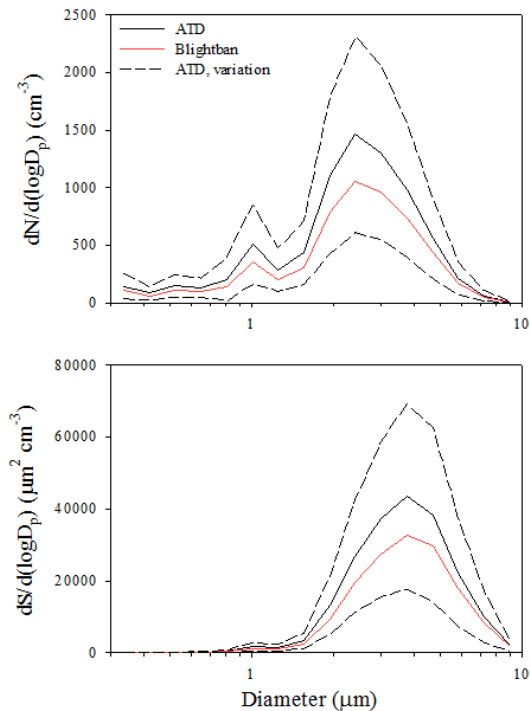 2500
2000
1500
1000
500
0
dN/d(logDp) (cm-3)
ATD
Blightban
ATD, variation
1
10
80000
60000
40000
20000
0
dS/d(logDp) (μm2 cm-3)
1
10
Diameter (μm)